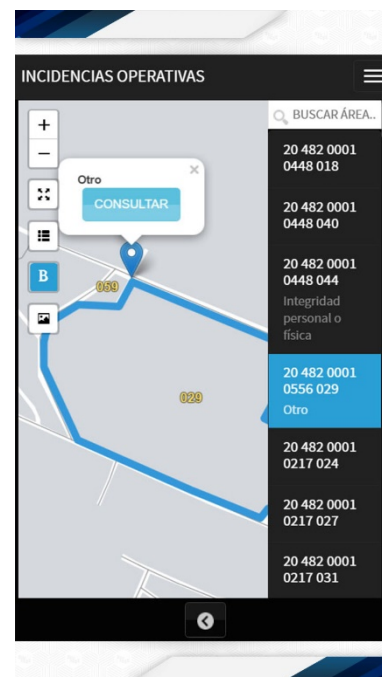 INCIDENCIAS OPERATIVAS
+
−
Otro
×
CONSULTAR
B
059
029
BUSCAR ÁREA..
20 482 0001
0448 018
20 482 0001
0448 040
20 482 0001
0448 044
Integridad
personal o
física
20 482 0001
0556 029
Otro
20 482 0001
0217 024
20 482 0001
0217 027
20 482 0001
0217 031